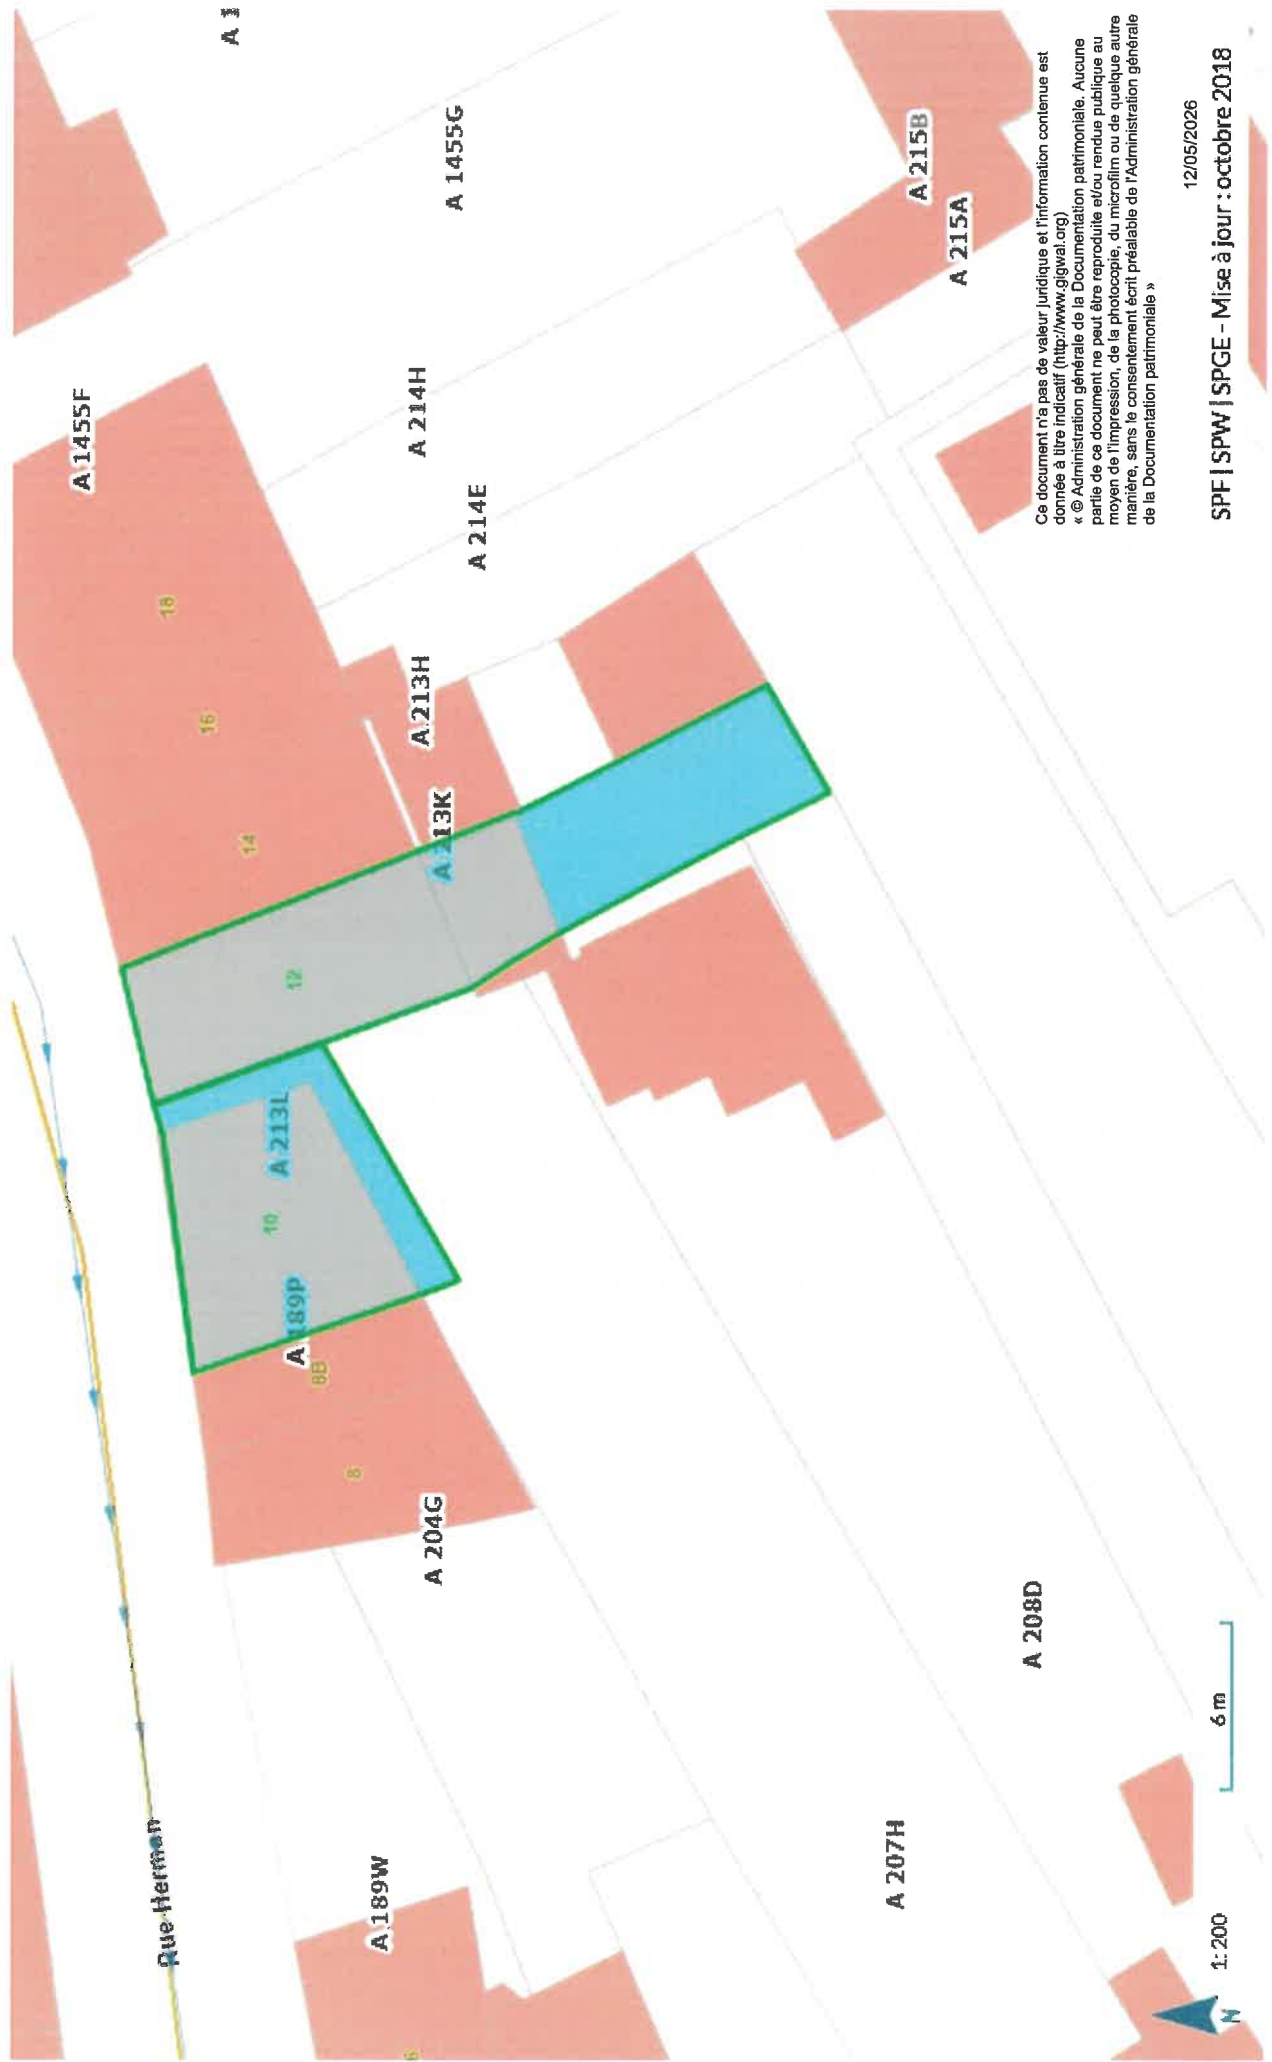 A 1
A 1455G
A 215B
A 215A
A 1455F
A 214H
A 214E
18
16
14
A 213H
A 213K
12
A 213L
10
A 189P
8B
8
A 204G
A 208D
Rue Herman
A 189W
A 207H
6
Ce document n'a pas de valeur juridique et l'information contenue est
donnée à titre indicatif (http://www.gigwal.org)
« © Administration générale de la Documentation patrimoniale. Aucune
partie de ce document ne peut être reproduite et/ou rendue publique au
moyen de l'impression, de la photocopie, du microfilm ou de quelque autre
manière, sans le consentement écrit préalable de l'Administration générale
de la Documentation patrimoniale »
12/05/2026
SPF | SPW | SPGE - Mise à jour : octobre 2018
N
1: 200
6 m